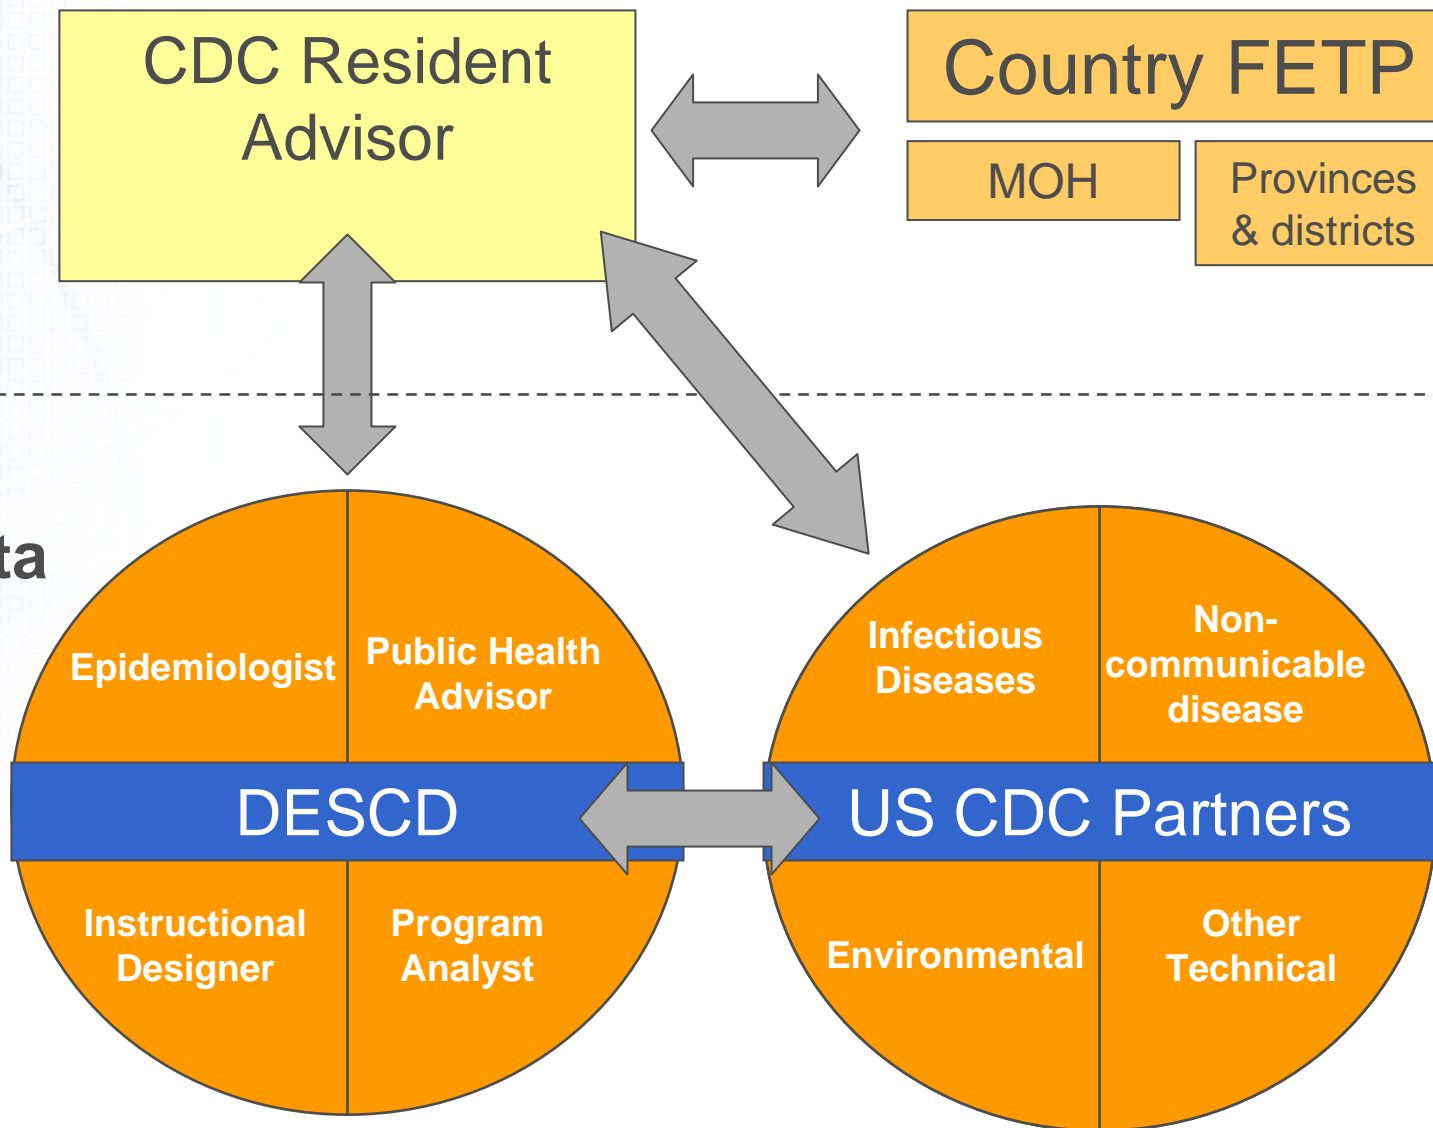 CDC Resident
Advisor
Country FETP
MOH
Provinces
& districts
ta
Epidemiologist
Public Health
Advisor
DESCD
Instructional
Designer
Program
Analyst
Infectious
Diseases
Non-
communicable
disease
US CDC Partners
Environmental
Other
Technical